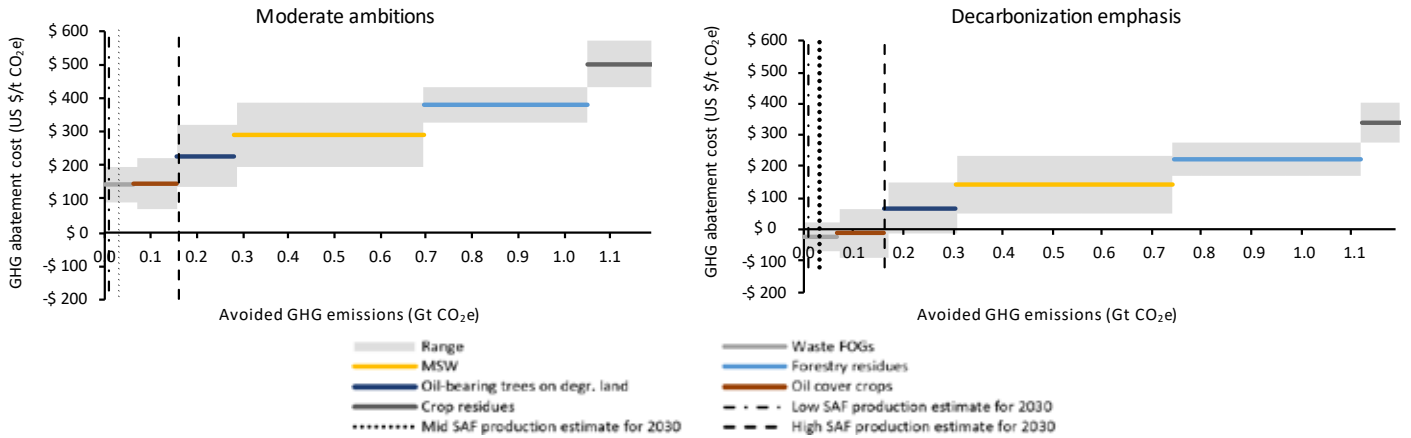 Moderate ambitions
GHG abatement cost (US $/t CO₂e)
$ 600
$ 500
$ 400
$ 300
$ 200
$ 100
$ 0
-$ 100
-$ 200
0 0.1 0.2 0.3 0.4 0.5 0.6 0.7 0.8 0.9 1.0 1.1
Avoided GHG emissions (Gt CO₂e)
Decarbonization emphasis
GHG abatement cost (US $/t CO₂e)
$ 600
$ 500
$ 400
$ 300
$ 200
$ 100
$ 0
-$ 100
-$ 200
0 0.1 0.2 0.3 0.4 0.5 0.6 0.7 0.8 0.9 1.0 1.1
Avoided GHG emissions (Gt CO₂e)
Range
Waste FOGs
MSW
Forestry residues
Oil-bearing trees on degr. land
Oil cover crops
Crop residues
Low SAF production estimate for 2030
Mid SAF production estimate for 2030
High SAF production estimate for 2030